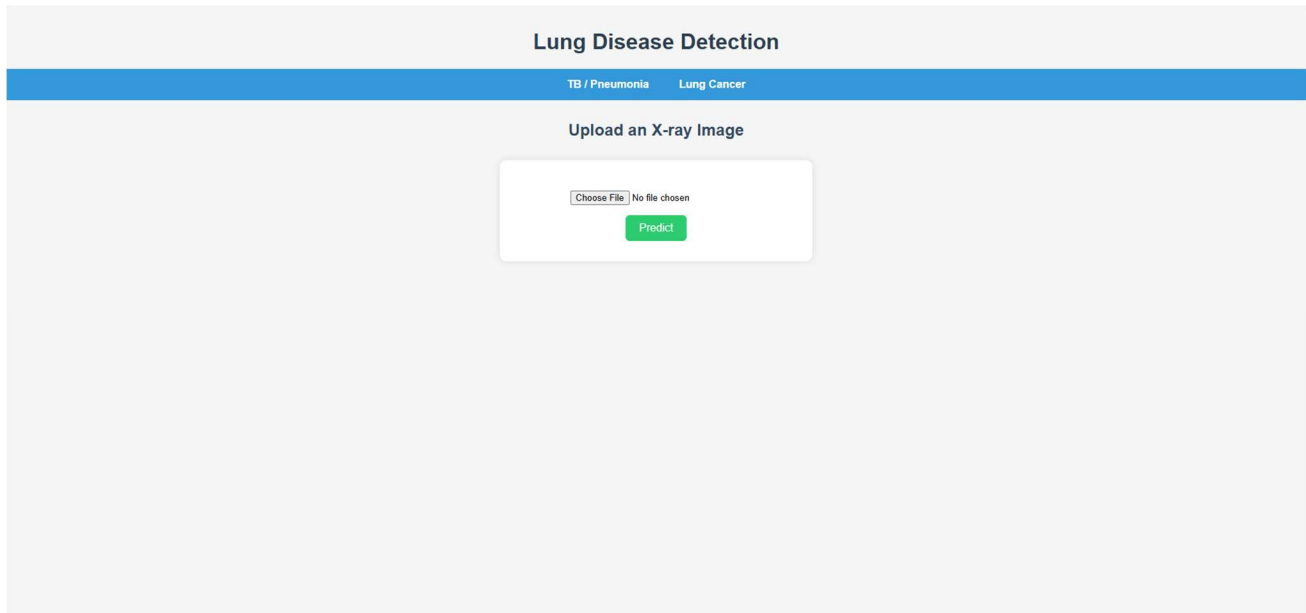 Lung Disease Detection
TB / Pneumonia Lung Cancer
Upload an X-ray Image
Choose File No file chosen
Predict